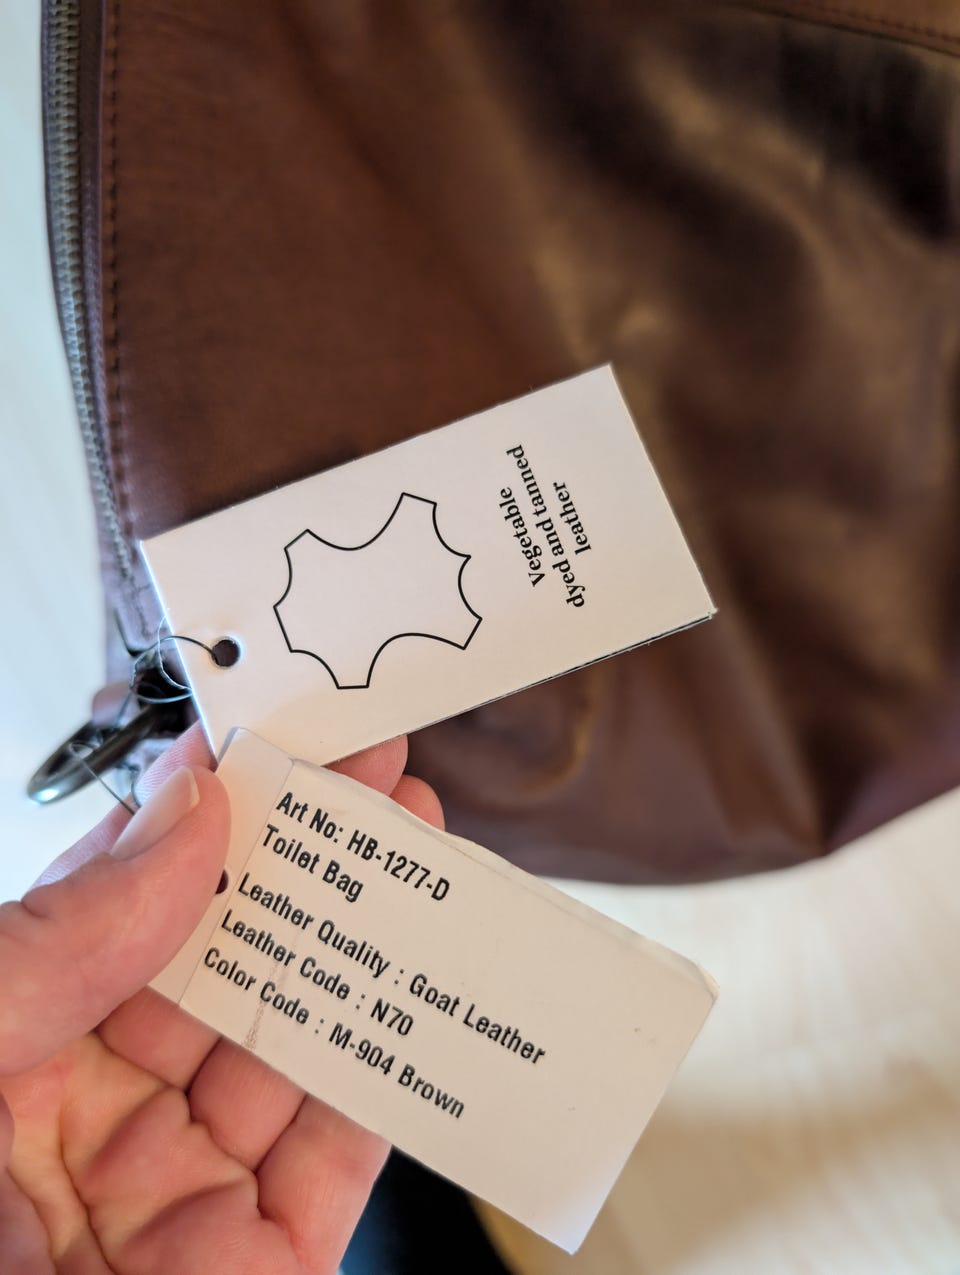 Vegetable
dyed and tanned
leather
Art No: HB-1277-D
Toilet Bag
Leather Quality : Goat Leather
Leather Code : N70
Color Code : M-904 Brown